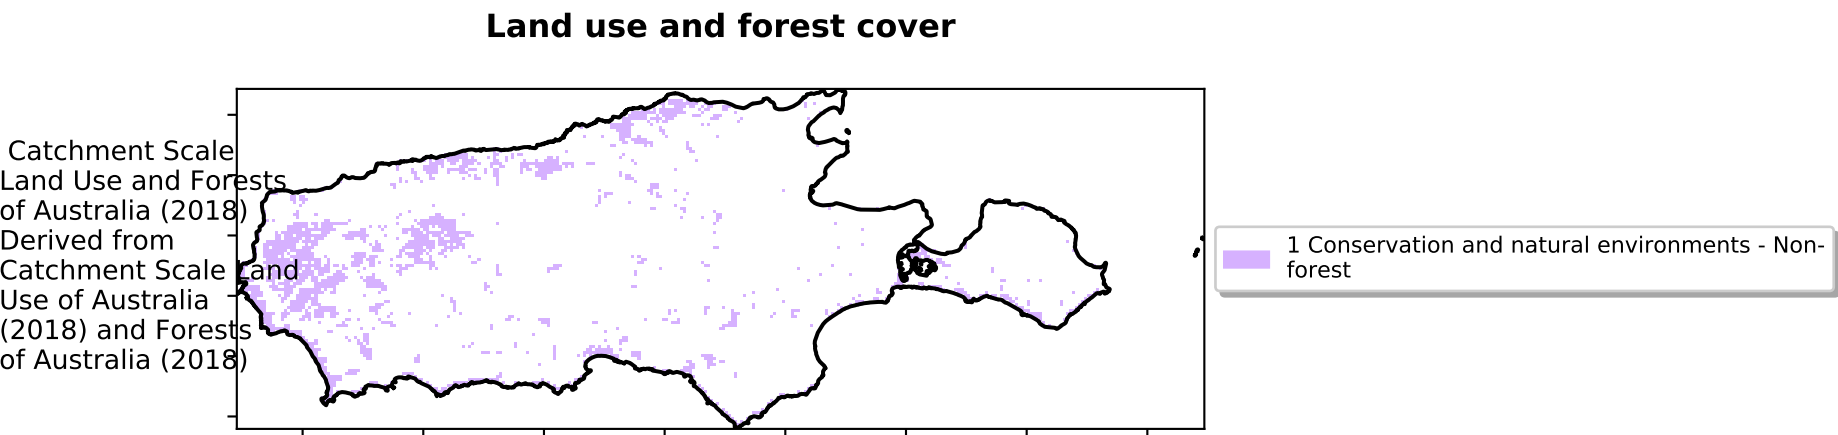 Land use and forest cover
Catchment Scale
Land Use and Forests
of Australia (2018)
Derived from
Catchment Scale Land
Use of Australia
(2018) and Forests
of Australia (2018)
1 Conservation and natural environments - Non-
forest